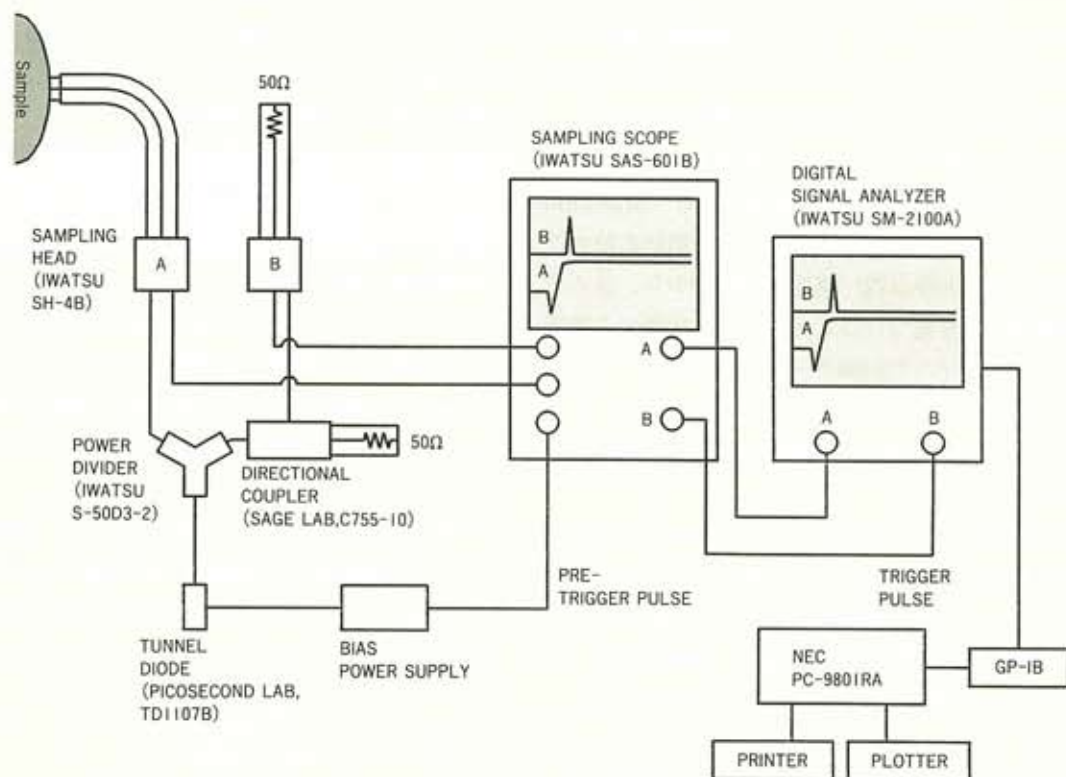 Sample
50Ω
SAMPLING
HEAD
(IWATSU
SH-4B)
A
B
SAMPLING SCOPE
(IWATSU SAS-601B)
B
A
A
B
DIGITAL
SIGNAL ANALYZER
(IWATSU SM-2100A)
B
A
A
B
POWER
DIVIDER
(IWATSU
S-50D3-2)
50Ω
DIRECTIONAL
COUPLER
(SAGE LAB,C755-10)
PRE-
TRIGGER PULSE
TRIGGER
PULSE
TUNNEL
DIODE
(PICOSECOND LAB,
TD1107B)
BIAS
POWER SUPPLY
NEC
PC-9801RA
GP-IB
PRINTER
PLOTTER